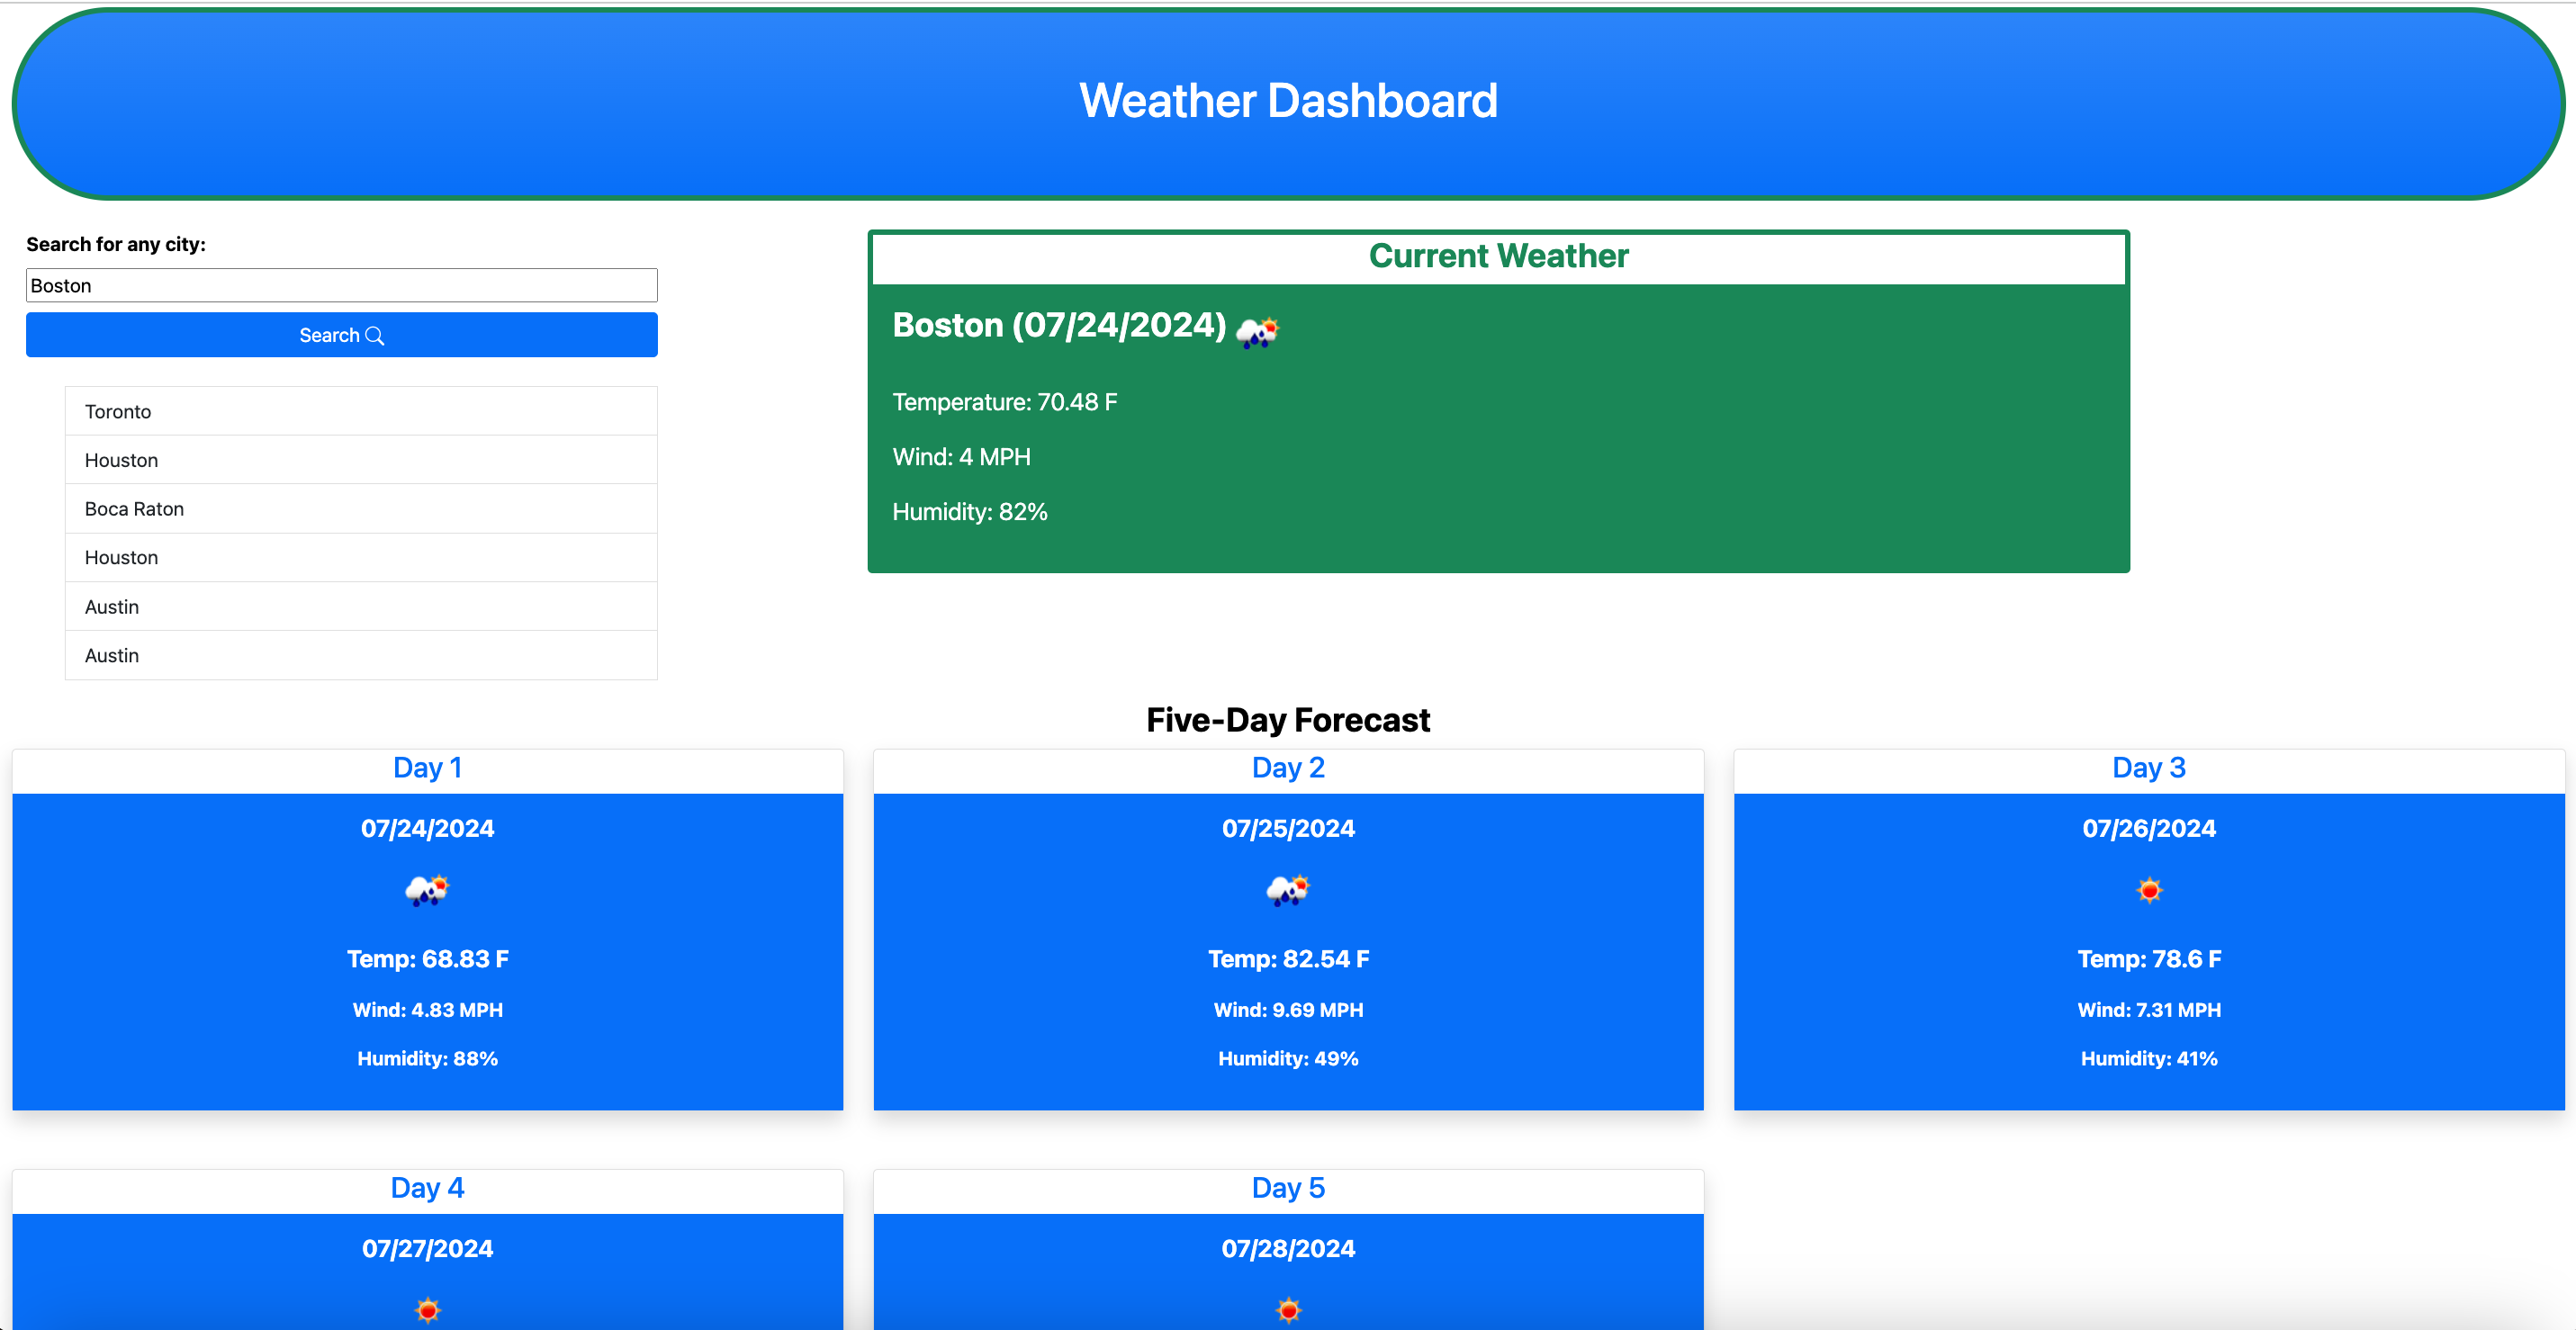 Weather Dashboard
Search for any city:
Boston
Search
Toronto
Houston
Boca Raton
Houston
Austin
Austin
Current Weather
Boston (07/24/2024)
Temperature: 70.48 F
Wind: 4 MPH
Humidity: 82%
Five-Day Forecast
Day 1
07/24/2024
Temp: 68.83 F
Wind: 4.83 MPH
Humidity: 88%
Day 2
07/25/2024
Temp: 82.54 F
Wind: 9.69 MPH
Humidity: 49%
Day 3
07/26/2024
Temp: 78.6 F
Wind: 7.31 MPH
Humidity: 41%
Day 4
07/27/2024
Day 5
07/28/2024